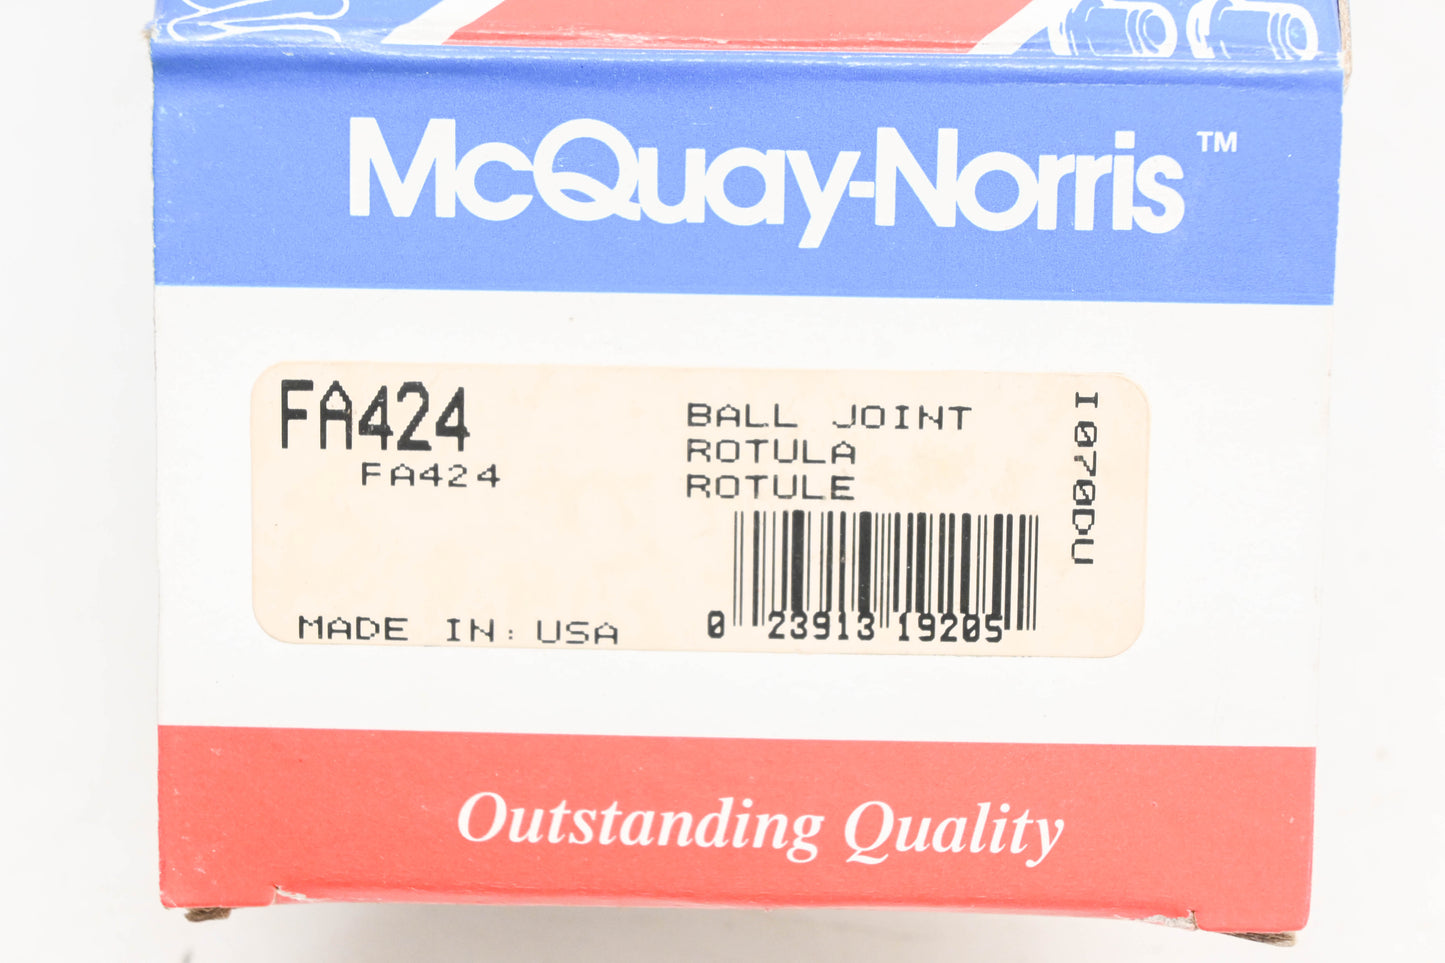 McQuay-Norris™
FA424
FA424
BALL JOINT
ROTULA
ROTULE
I070DU
0 23913 19205
MADE IN: USA
Outstanding Quality